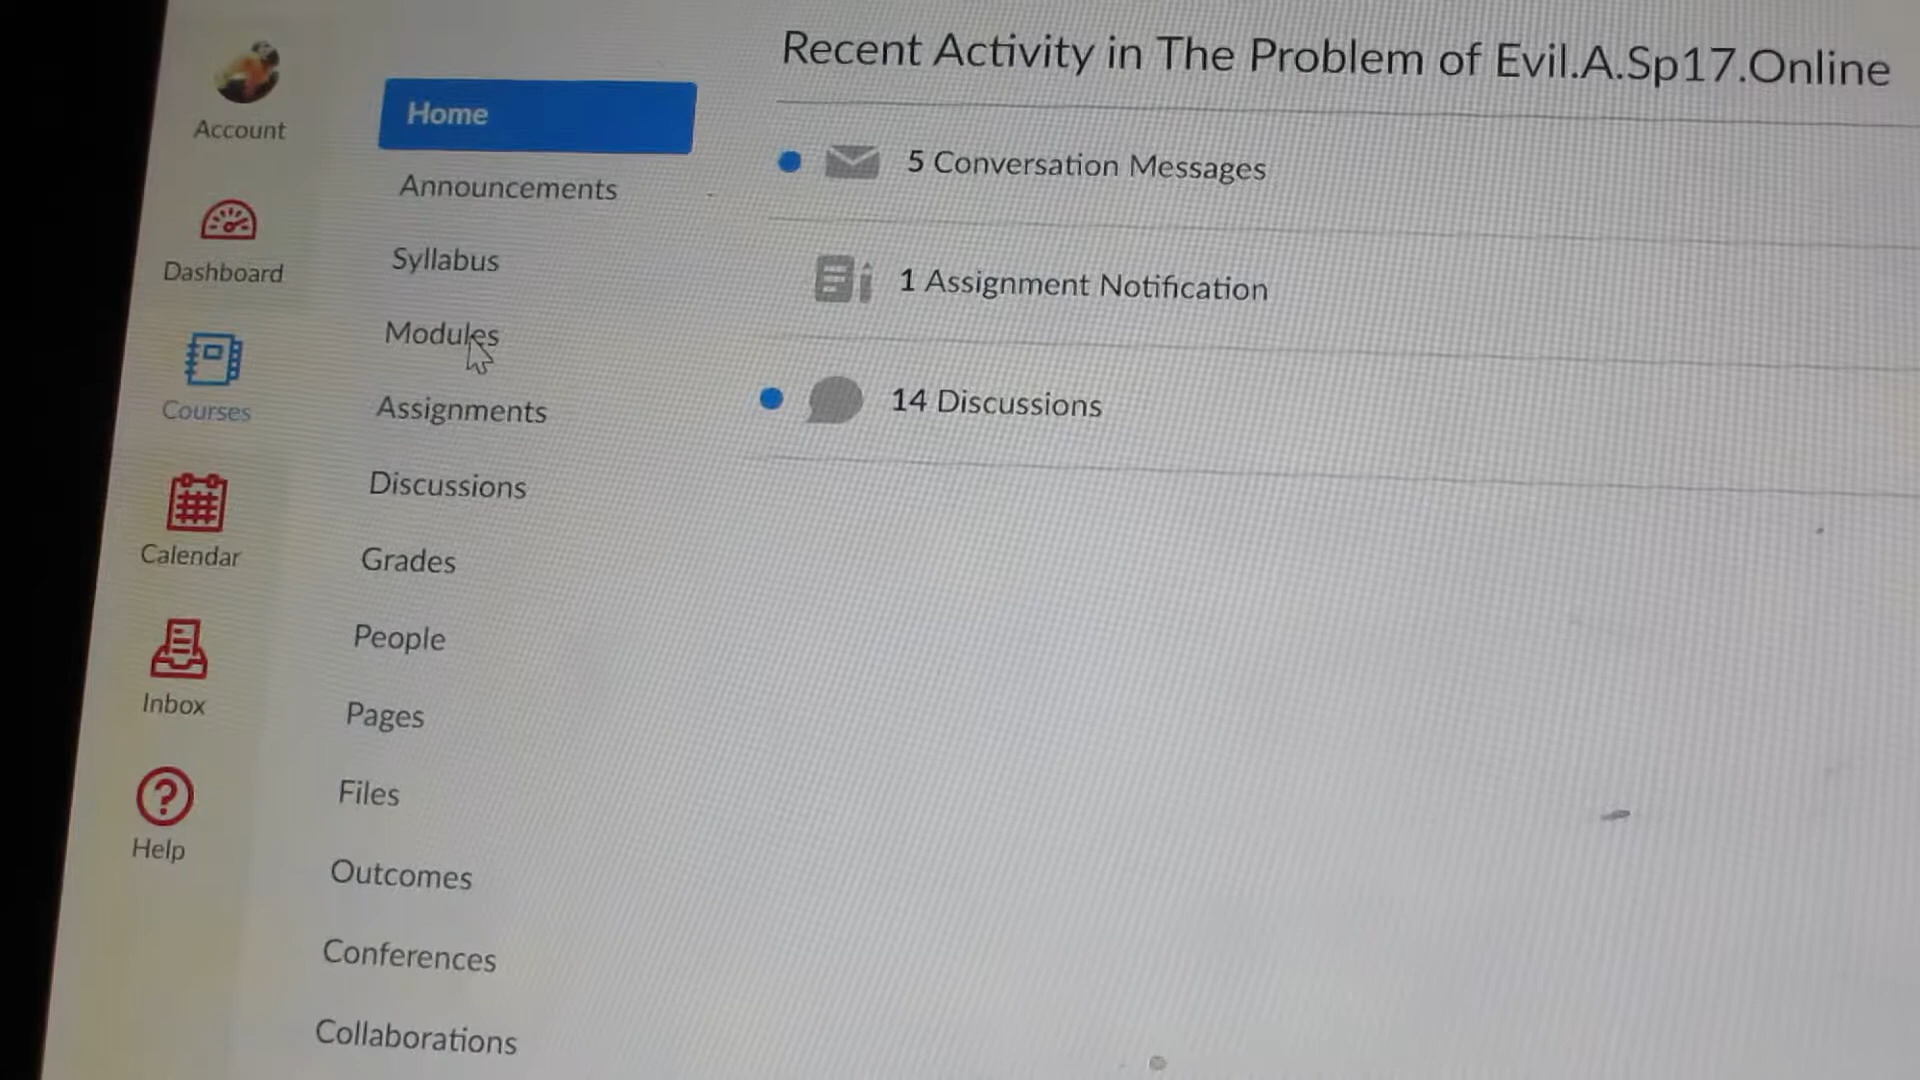 Account
Dashboard
Courses
Calendar
Inbox
Help
Home
Announcements
Syllabus
Modules
Assignments
Discussions
Grades
People
Pages
Files
Outcomes
Conferences
Collaborations
Recent Activity in The Problem of Evil.A.Sp17.Online
5 Conversation Messages
1 Assignment Notification
14 Discussions